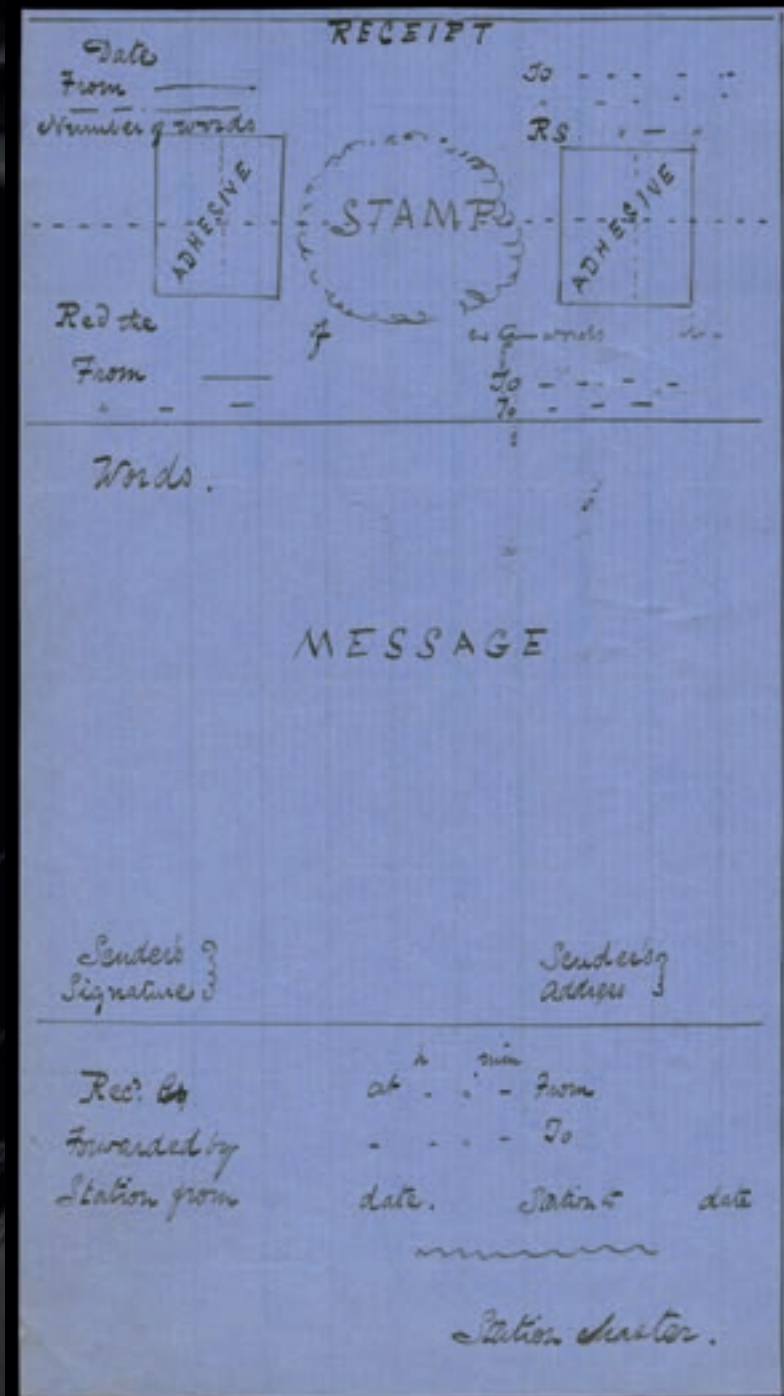 RECEIPT
Date
From To
Number of words RS.
ADHESIVE STAMP ADHESIVE
Recd the words
From To
To
Words.
MESSAGE
Sender's Sender's
Signature Address
Recd. by at h min From
Forwarded by To
Station from date. Station to date
Station Master.